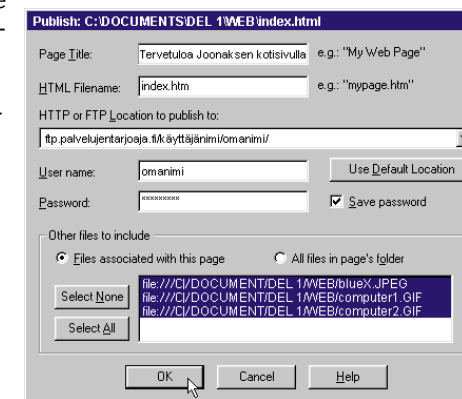 Publish: C:\DOCUMENTS\DEL 1\WEB\index.html
Page Title: Tervetuloa Joonaksen kotisivulla e.g.: "My Web Page"
HTML Filename: index.htm e.g.: "mypage.htm"
HTTP or FTP Location to publish to:
ftp.palvelujentarjoaja.fi/käyttäjänimi/omanimi/
User name: omanimi Use Default Location
Password: ********* Save password
Other files to include
Files associated with this page All files in page's folder
Select None
Select All
file:///C|/DOCUMENT/DEL 1/WEB/blueX.JPEG
file:///C|/DOCUMENT/DEL 1/WEB/computer1.GIF
file:///C|/DOCUMENT/DEL 1/WEB/computer2.GIF
OK Cancel Help